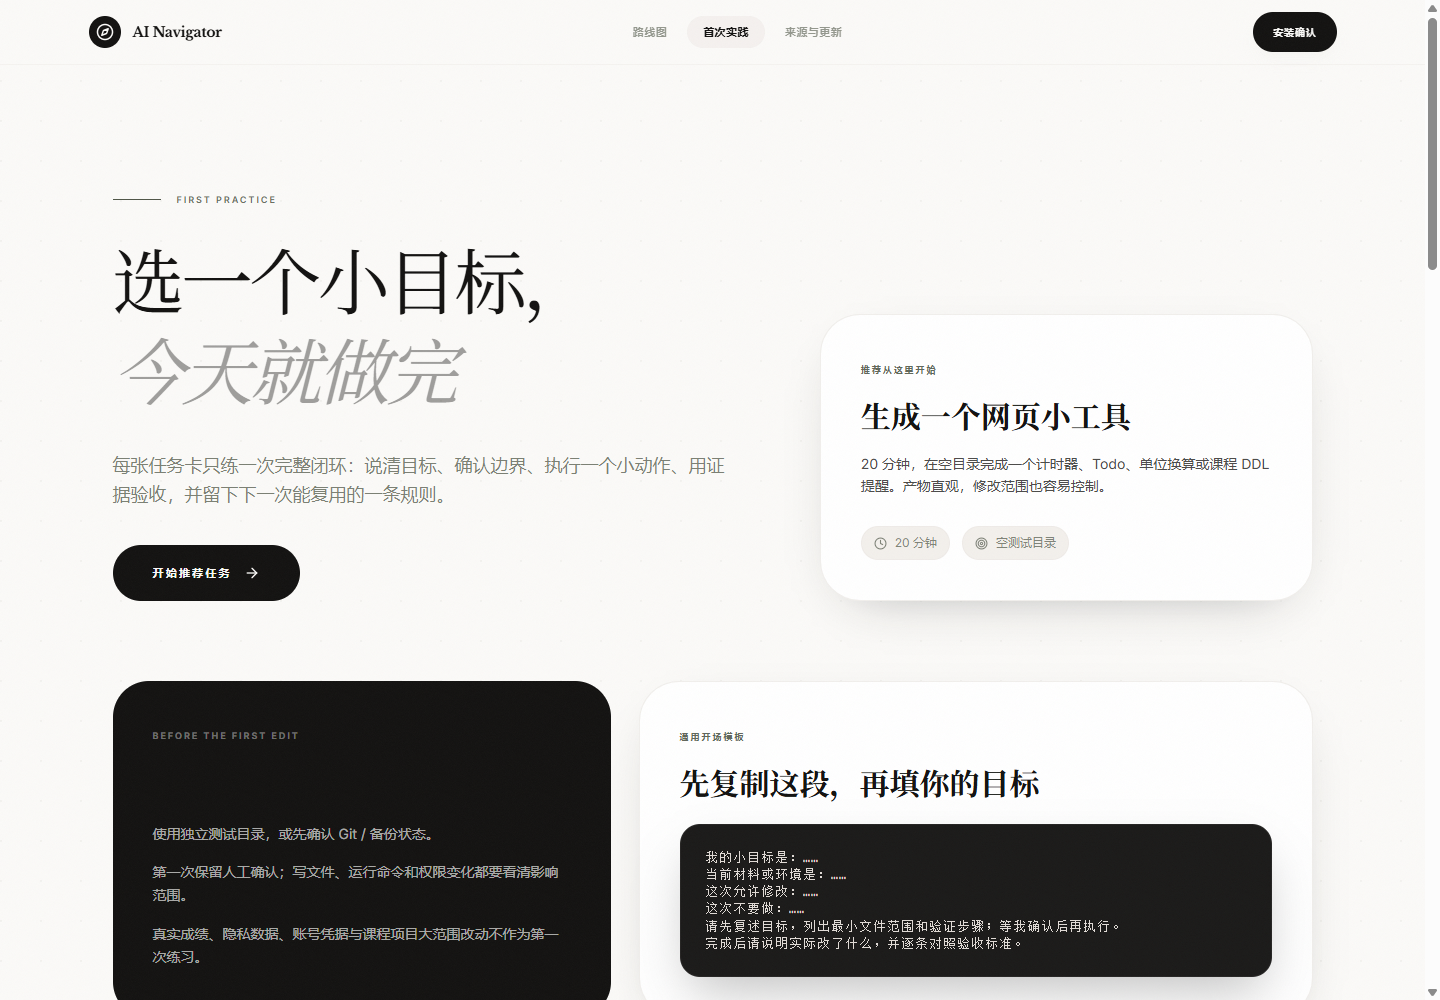 AI Navigator
路线图
首次实践
来源与更新
安装确认
FIRST PRACTICE
选一个小目标，
今天就做完
每张任务卡只练一次完整闭环：说清目标、确认边界、执行一个小动作、用证
据验收，并留下下一次能复用的一条规则。
开始推荐任务
推荐从这里开始
生成一个网页小工具
20 分钟，在空目录完成一个计时器、Todo、单位换算或课程 DDL
提醒。产物直观，修改范围也容易控制。
20 分钟
空测试目录
BEFORE THE FIRST EDIT
使用独立测试目录，或先确认 Git / 备份状态。
第一次保留人工确认；写文件、运行命令和权限变化都要看清影响
范围。
真实成绩、隐私数据、账号凭据与课程项目大范围改动不作为第一
次练习。
通用开场模板
先复制这段，再填你的目标
我的小目标是：……
当前材料或环境是：……
这次允许修改：……
这次不要做：……
请先复述目标，列出最小文件范围和验证步骤；等我确认后再执行。
完成后请说明实际改了什么，并逐条对照验收标准。